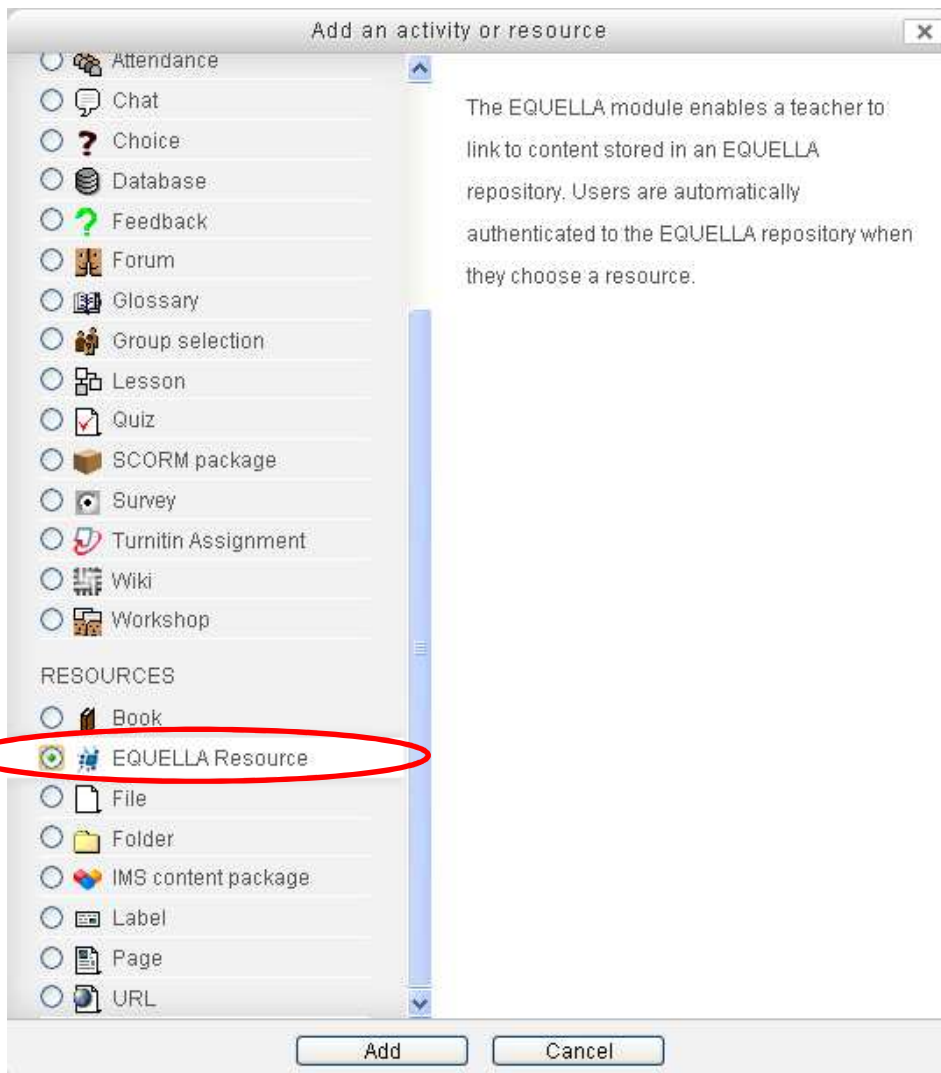 Add an activity or resource
Attendance
Chat
Choice
Database
Feedback
Forum
Glossary
Group selection
Lesson
Quiz
SCORM package
Survey
Turnitin Assignment
Wiki
Workshop
RESOURCES
Book
EQUELLA Resource
File
Folder
IMS content package
Label
Page
URL
The EQUELLA module enables a teacher to
link to content stored in an EQUELLA
repository. Users are automatically
authenticated to the EQUELLA repository when
they choose a resource.
Add
Cancel